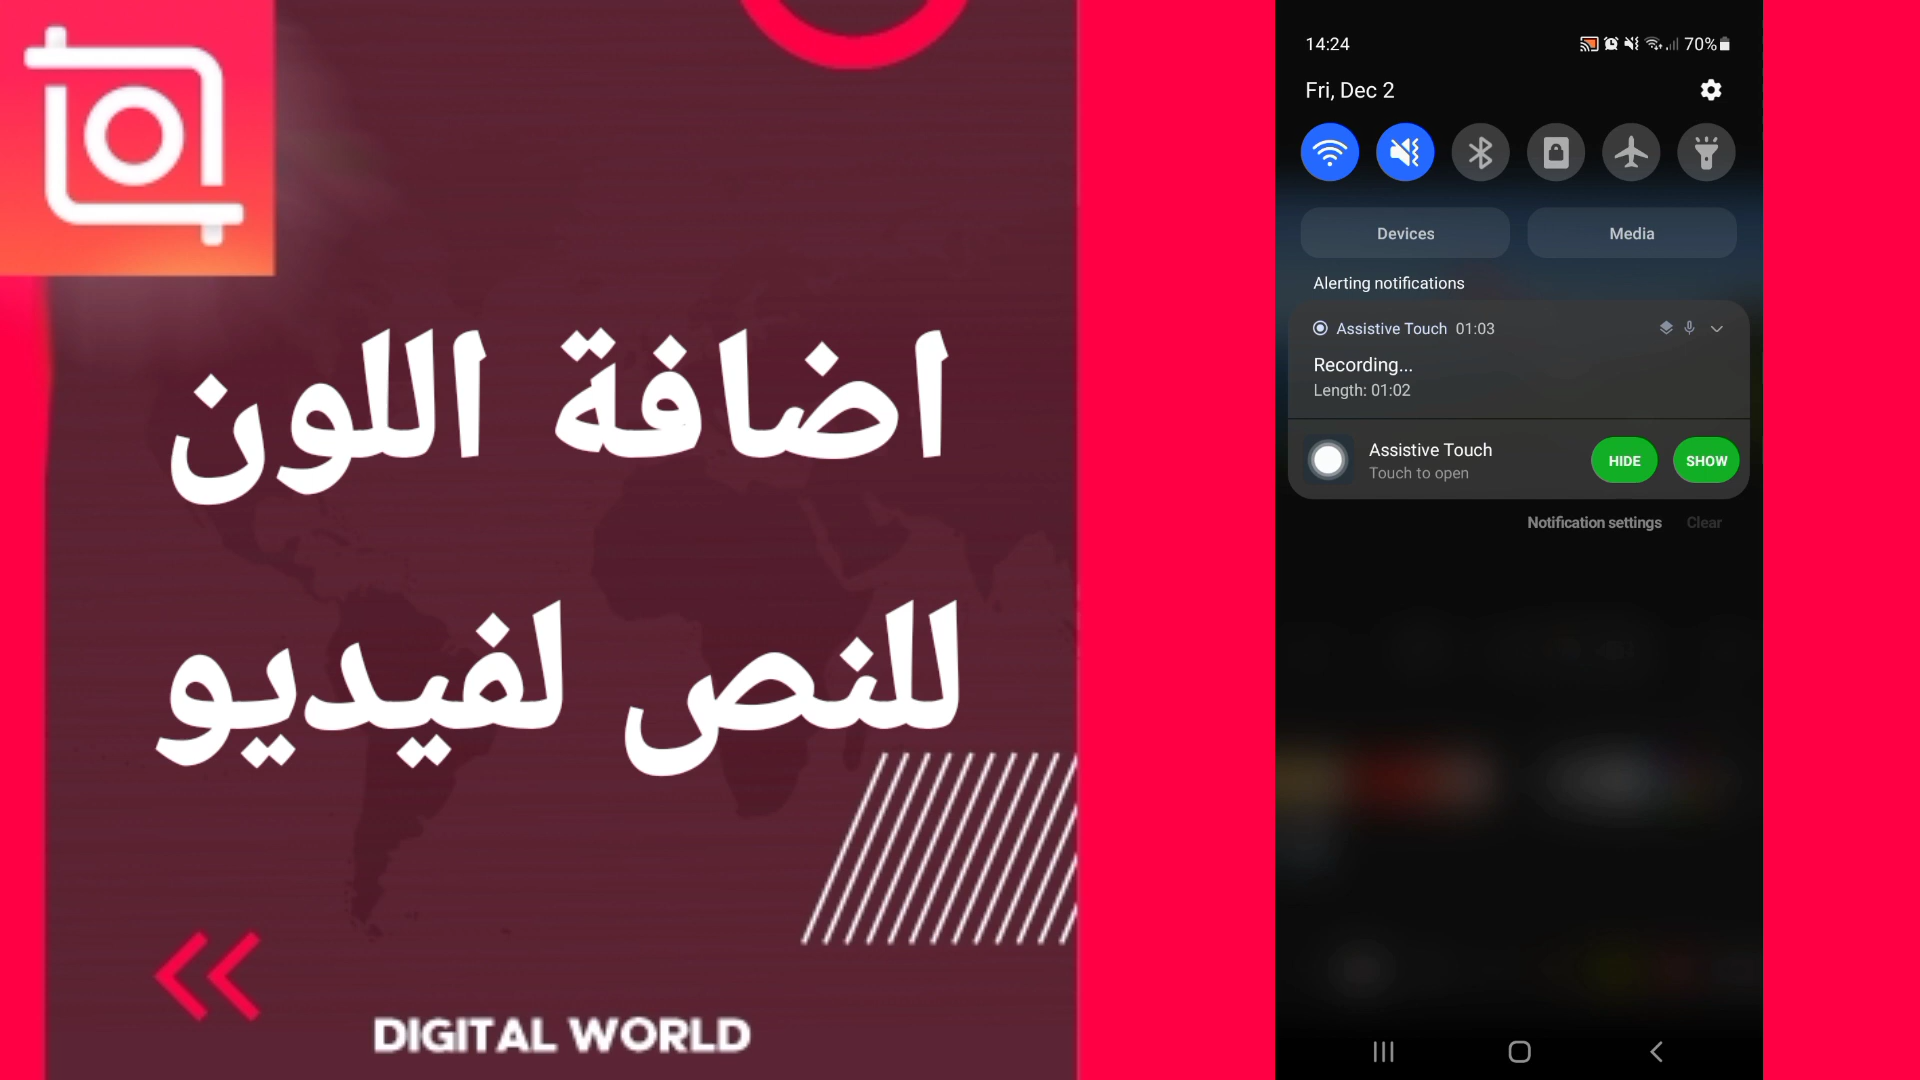 اضافة اللون
للنص لفيديو
DIGITAL WORLD
14:24
70%
Fri, Dec 2
Devices
Media
Alerting notifications
Assistive Touch 01:03
Recording...
Length: 01:02
Assistive Touch
Touch to open
HIDE
SHOW
Notification settings
Clear